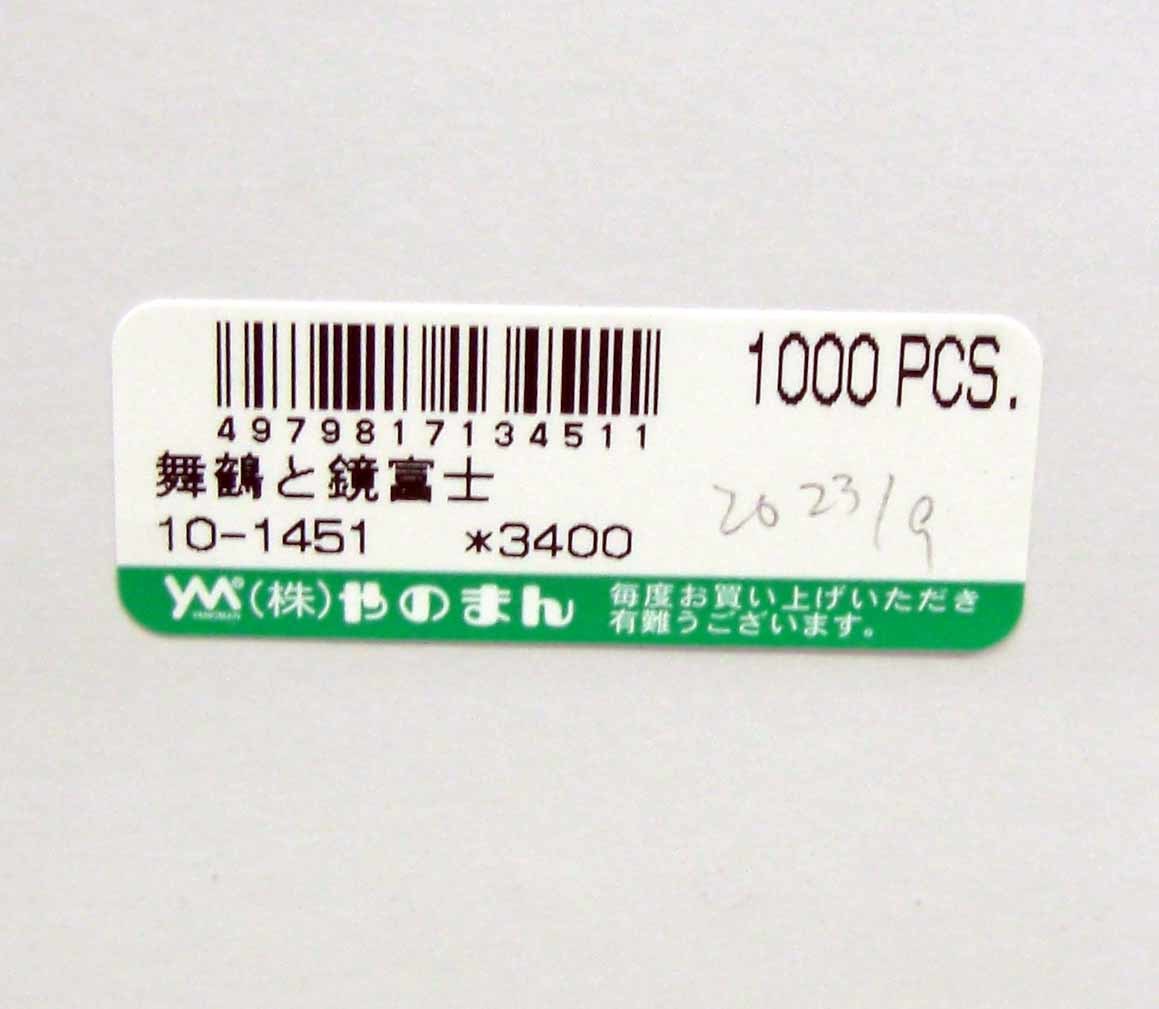 1000 PCS.
4979817134511
舞鶴と鏡富士
10-1451 *3400
2023/9
YM (株)やのまん
YANOMAN
毎度お買い上げいただき
有難うございます。